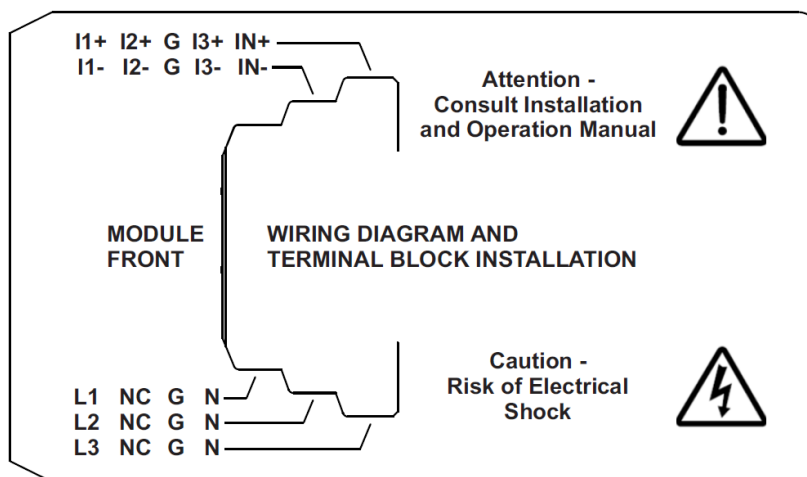 I1+ I2+ G I3+ IN+
I1- I2- G I3- IN-
Attention -
Consult Installation
and Operation Manual
MODULE
FRONT
WIRING DIAGRAM AND
TERMINAL BLOCK INSTALLATION
Caution -
Risk of Electrical
Shock
L1 NC G N
L2 NC G N
L3 NC G N